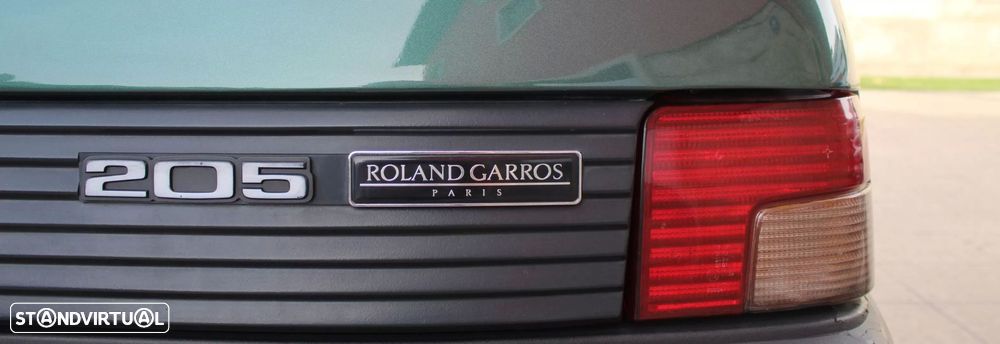 205
ROLAND GARROS
PARIS
STANDVIRTUAL